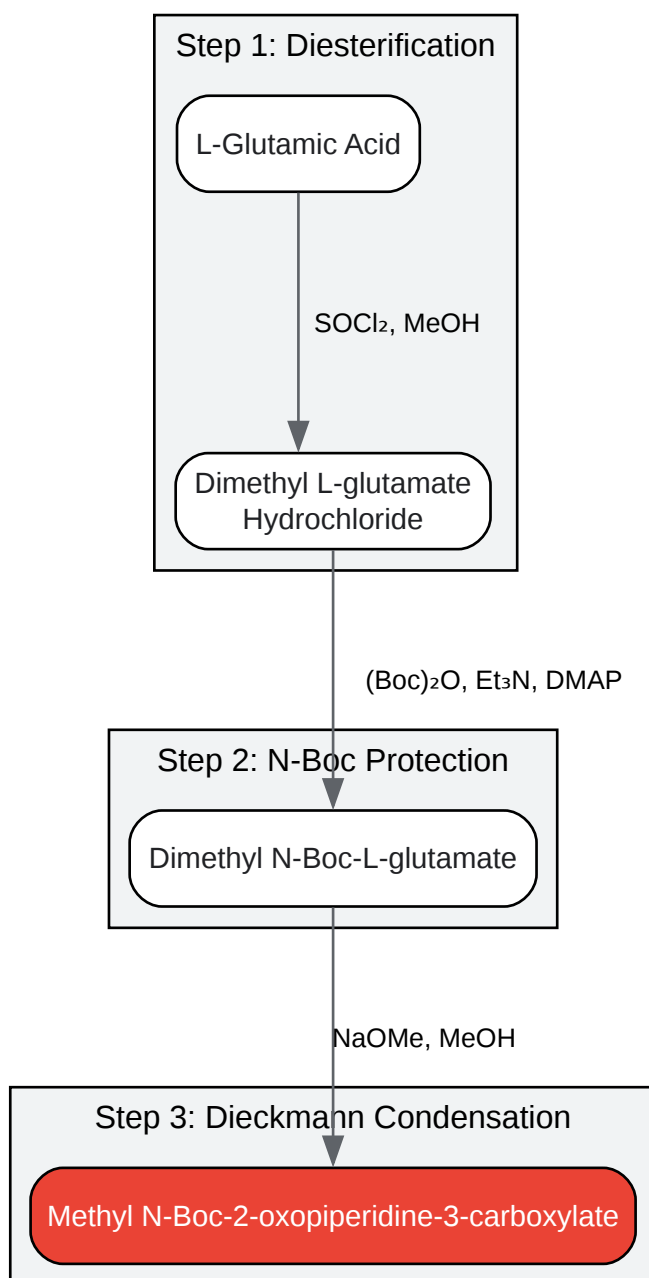 Step 1: Diesterification
L-Glutamic Acid
SOCl₂, MeOH
Dimethyl L-glutamate
Hydrochloride
(Boc)₂O, Et₃N, DMAP
Step 2: N-Boc Protection
Dimethyl N-Boc-L-glutamate
NaOMe, MeOH
Step 3: Dieckmann Condensation
Methyl N-Boc-2-oxopiperidine-3-carboxylate